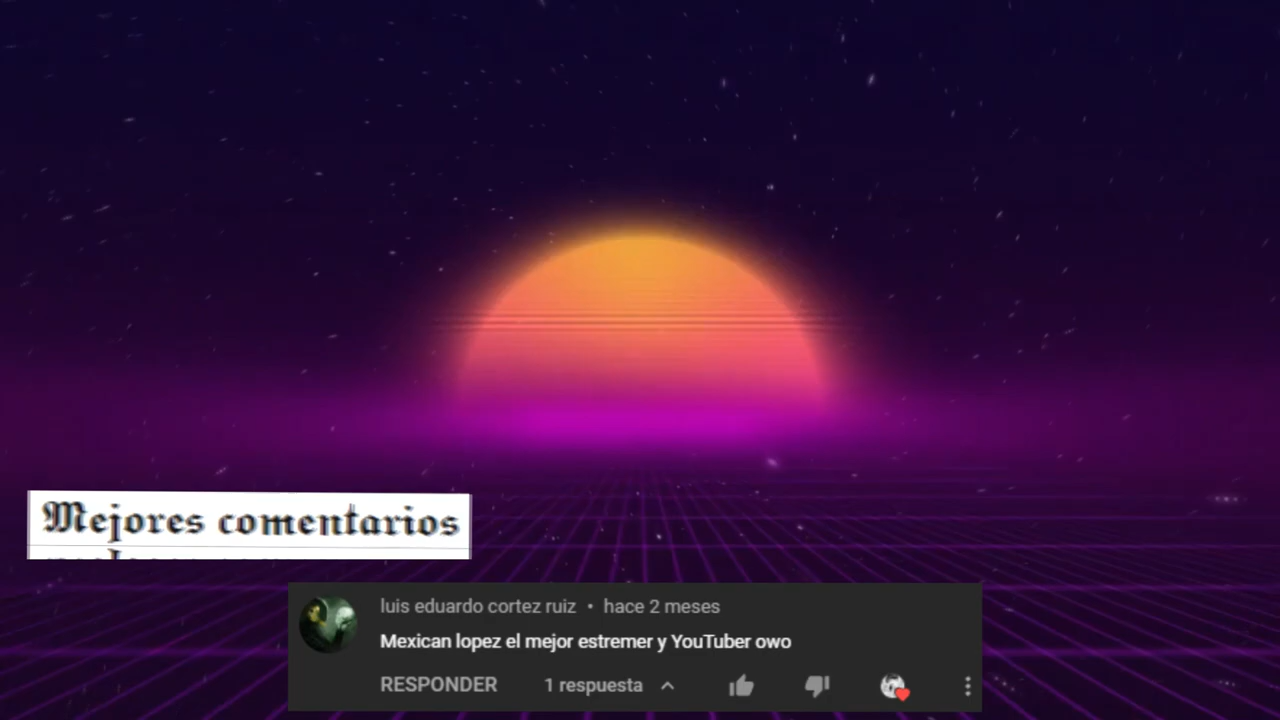 Mejores comentarios
luis eduardo cortez ruiz • hace 2 meses
Mexican lopez el mejor estremer y YouTuber owo
RESPONDER 1 respuesta